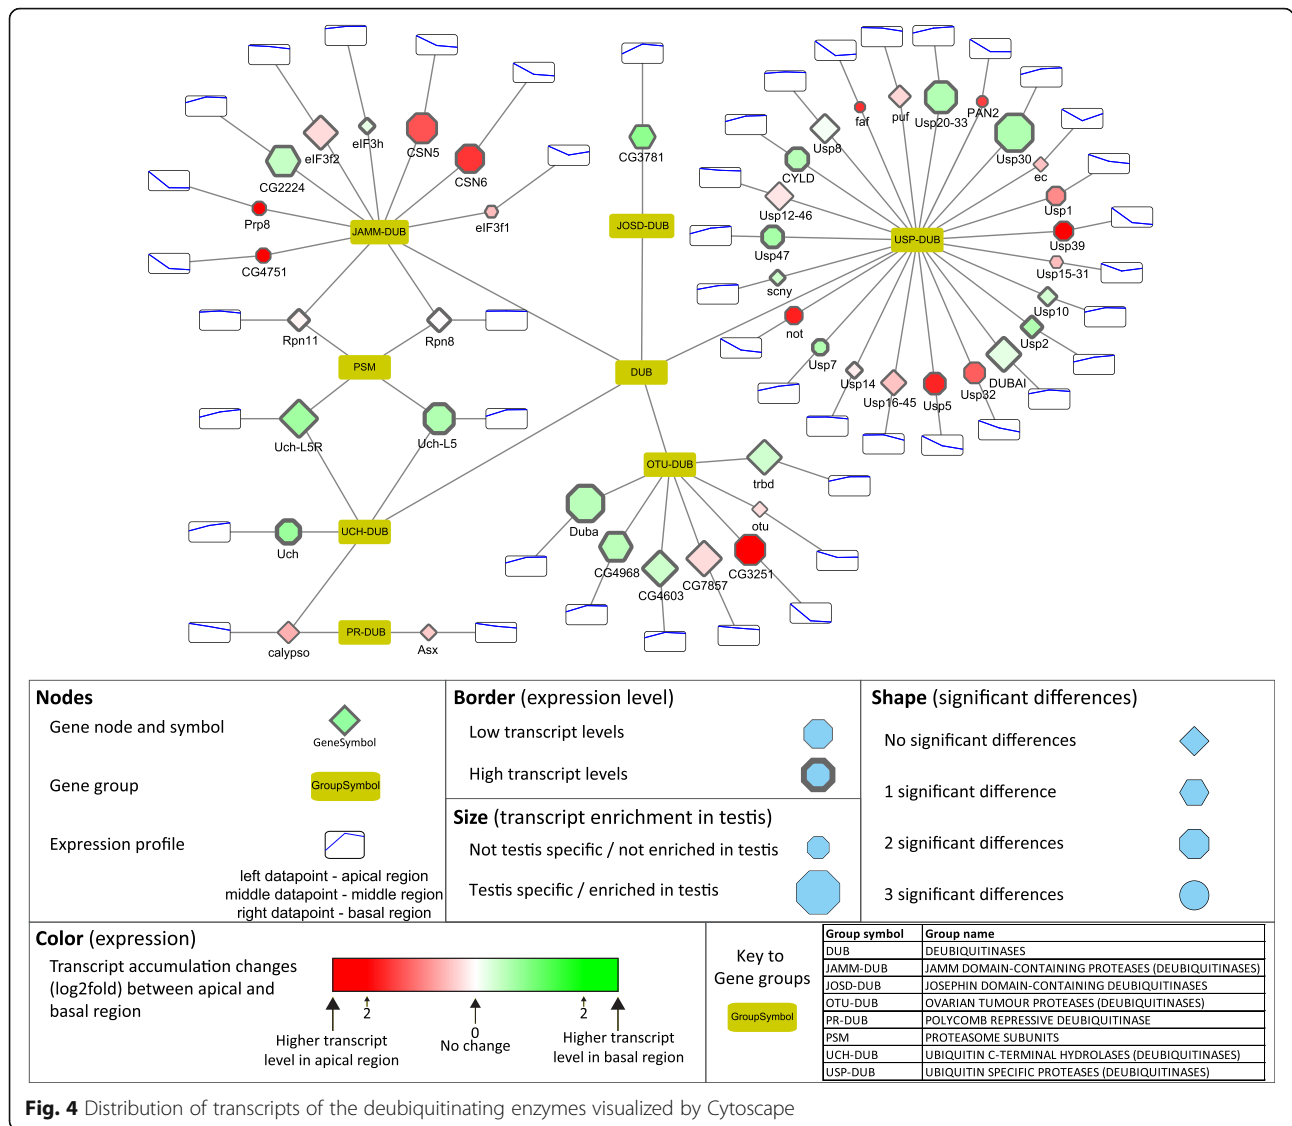 CG2224
eIF3f2
eIF3h
CSN5
CSN6
eIF3f1
Prp8
CG4751
JAMM-DUB
Rpn11
Rpn8
PSM
Uch-L5R
Uch-L5
Uch
UCH-DUB
calypso
PR-DUB
Asx
CG3781
JOSD-DUB
DUB
OTU-DUB
trbd
otu
Duba
CG4968
CG4603
CG7857
CG3251
USP-DUB
faf
puf
Usp20-33
PAN2
Usp30
ec
Usp1
Usp39
Usp15-31
Usp10
Usp2
DUBAI
Usp32
Usp5
Usp16-45
Usp14
Usp7
not
scny
Usp47
Usp12-46
CYLD
Usp8
Nodes
Gene node and symbol
GeneSymbol
Gene group
GroupSymbol
Expression profile
left datapoint - apical region
middle datapoint - middle region
right datapoint - basal region
Border (expression level)
Low transcript levels
High transcript levels
Size (transcript enrichment in testis)
Not testis specific / not enriched in testis
Testis specific / enriched in testis
Shape (significant differences)
No significant differences
1 significant difference
2 significant differences
3 significant differences
Color (expression)
Transcript accumulation changes
(log2fold) between apical and
basal region
2
0
2
Higher transcript
level in apical region
No change
Higher transcript
level in basal region
Key to
Gene groups
GroupSymbol
Group symbol Group name
DUB DEUBIQUITINASES
JAMM-DUB JAMM DOMAIN-CONTAINING PROTEASES (DEUBIQUITINASES)
JOSD-DUB JOSEPHIN DOMAIN-CONTAINING DEUBIQUITINASES
OTU-DUB OVARIAN TUMOUR PROTEASES (DEUBIQUITINASES)
PR-DUB POLYCOMB REPRESSIVE DEUBIQUITINASE
PSM PROTEASOME SUBUNITS
UCH-DUB UBIQUITIN C-TERMINAL HYDROLASES (DEUBIQUITINASES)
USP-DUB UBIQUITIN SPECIFIC PROTEASES (DEUBIQUITINASES)
Fig. 4 Distribution of transcripts of the deubiquitinating enzymes visualized by Cytoscape